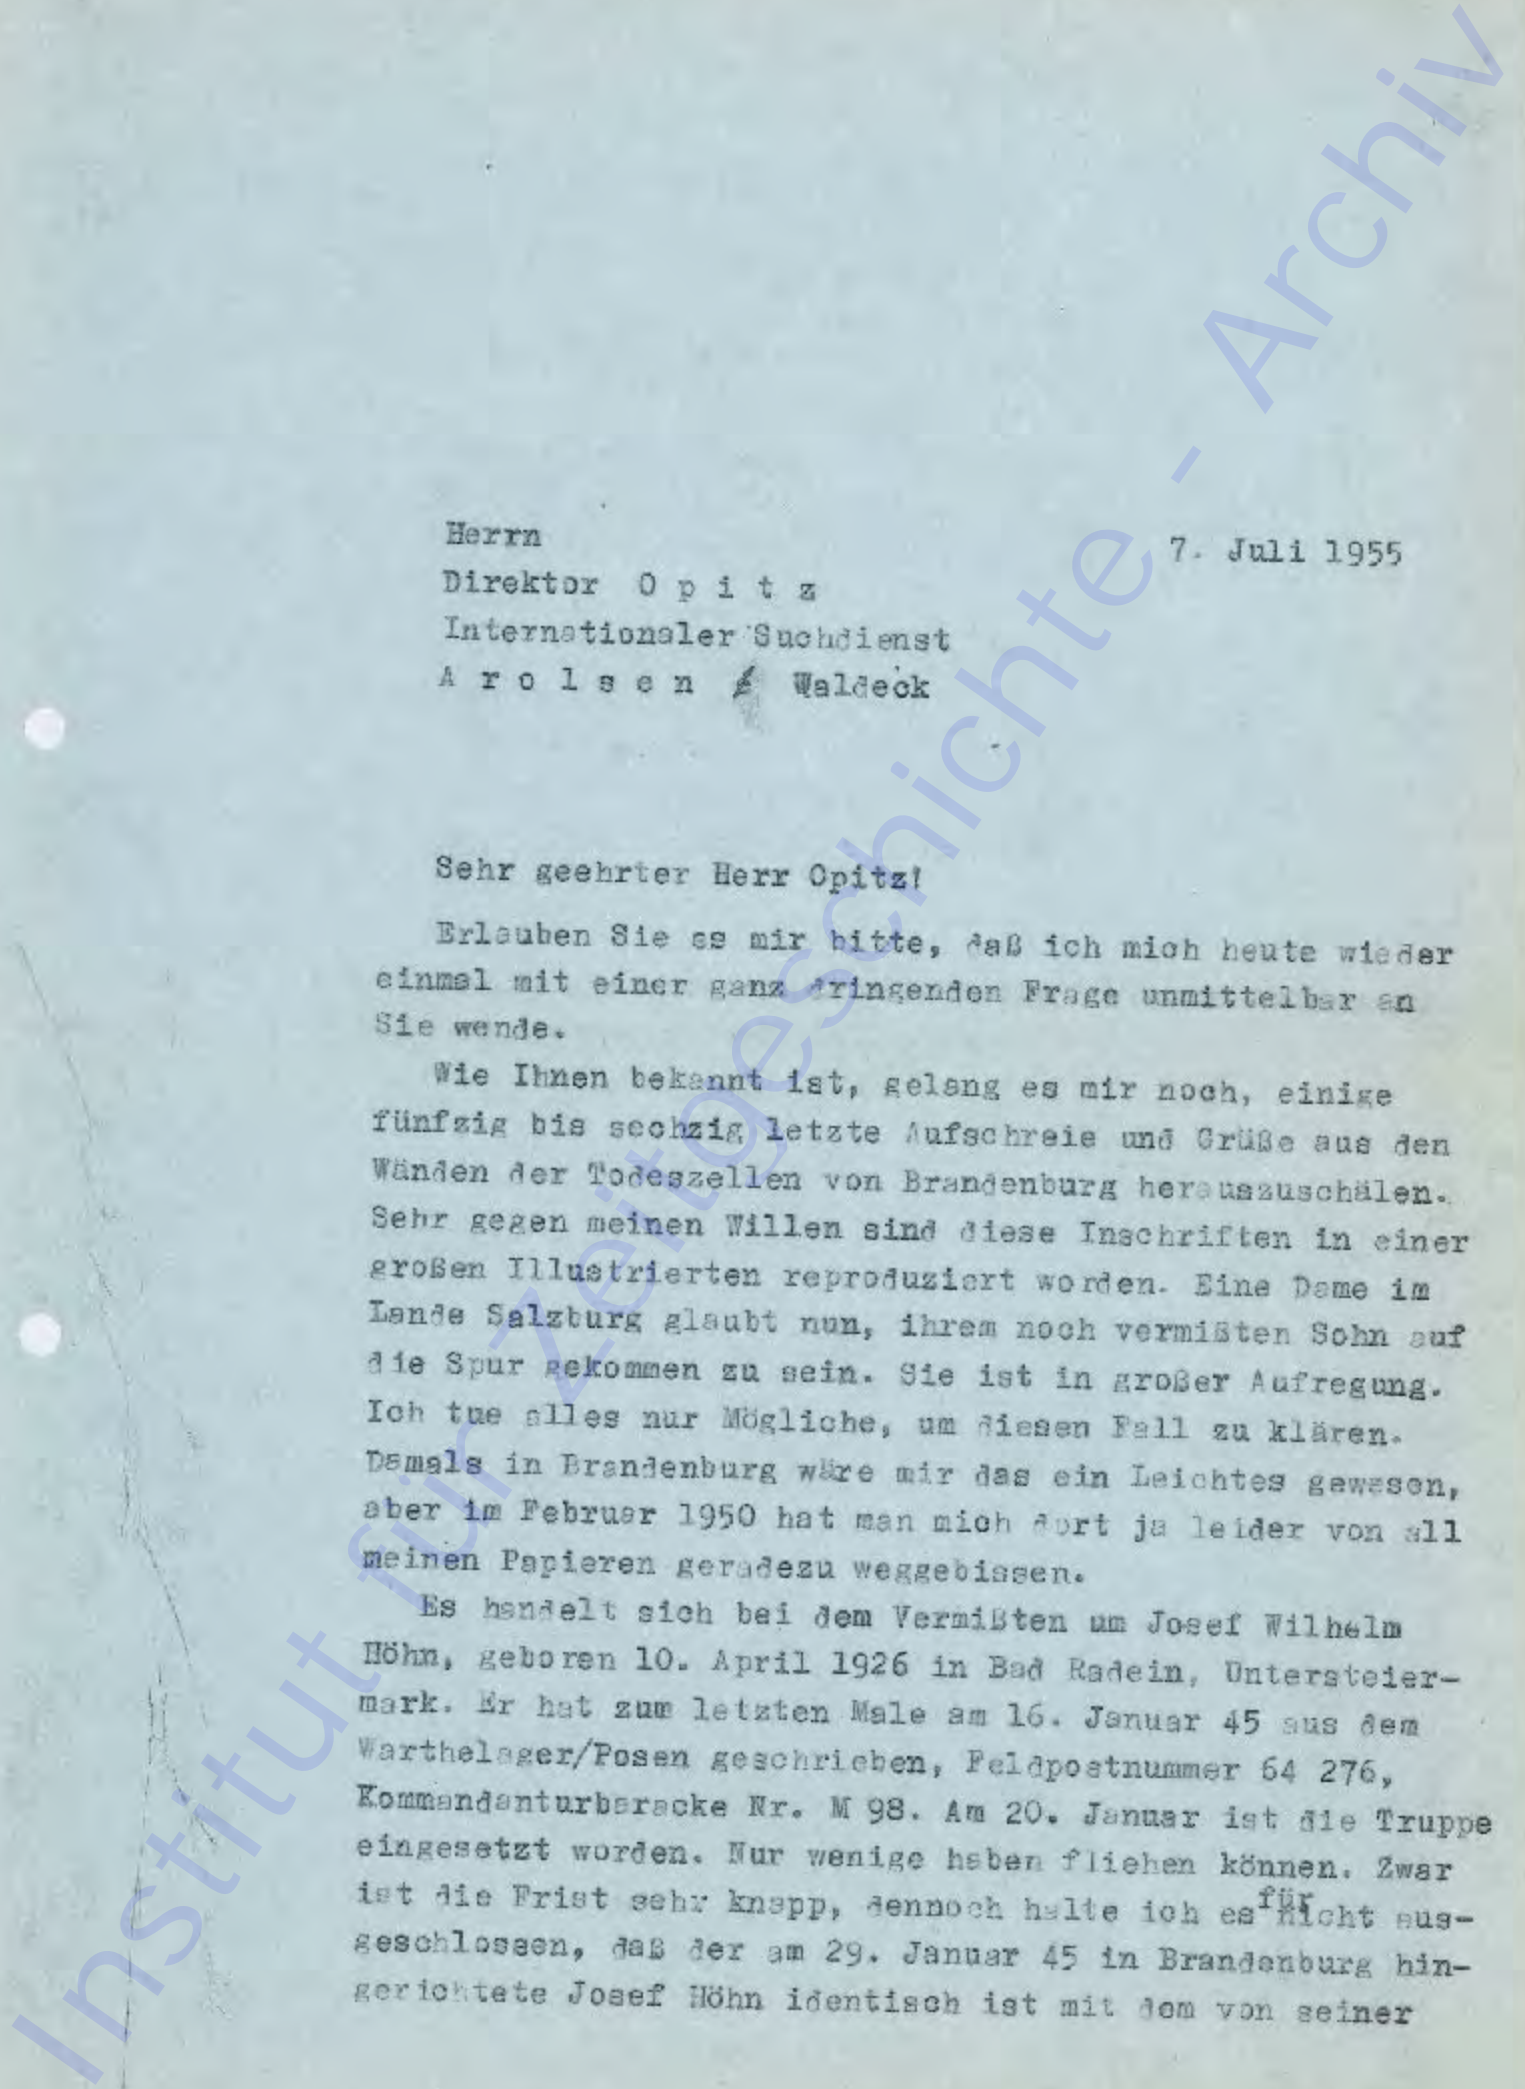 Herrn
7. Juli 1955
Direktor O p i t z
Internationaler Suchdienst
A r o l s e n / Waldeck
Sehr geehrter Herr Opitz!
Erlauben Sie es mir bitte, daß ich mich heute wieder
einmal mit einer ganz dringenden Frage unmittelbar an
Sie wende.
Wie Ihnen bekannt ist, gelang es mir noch, einige
fünfzig bis sechzig letzte Aufschreie und Grüße aus den
Wänden der Todeszellen von Brandenburg herauszuschälen.
Sehr gegen meinen Willen sind diese Inschriften in einer
großen Illustrierten reproduziert worden. Eine Dame im
Lande Salzburg glaubt nun, ihrem noch vermißten Sohn auf
die Spur gekommen zu sein. Sie ist in großer Aufregung.
Ich tue alles nur Mögliche, um diesen Fall zu klären.
Damals in Brandenburg wäre mir das ein Leichtes gewesen,
aber im Februar 1950 hat man mich dort ja leider von all
meinen Papieren geradezu weggebissen.
Es handelt sich bei dem Vermißten um Josef Wilhelm
Höhn, geboren 10. April 1926 in Bad Radein, Untersteier-
mark. Er hat zum letzten Male am 16. Januar 45 aus dem
Warthelager/Posen geschrieben, Feldpostnummer 64 276,
Kommandanturbaracke Nr. M 98. Am 20. Januar ist die Truppe
eingesetzt worden. Nur wenige haben fliehen können. Zwar
ist die Frist sehr knapp, dennoch halte ich es für nicht aus-
geschlossen, daß der am 29. Januar 45 in Brandenburg hin-
gerichtete Josef Höhn identisch ist mit dem von seiner
Institut für Zeitgeschichte - Archiv